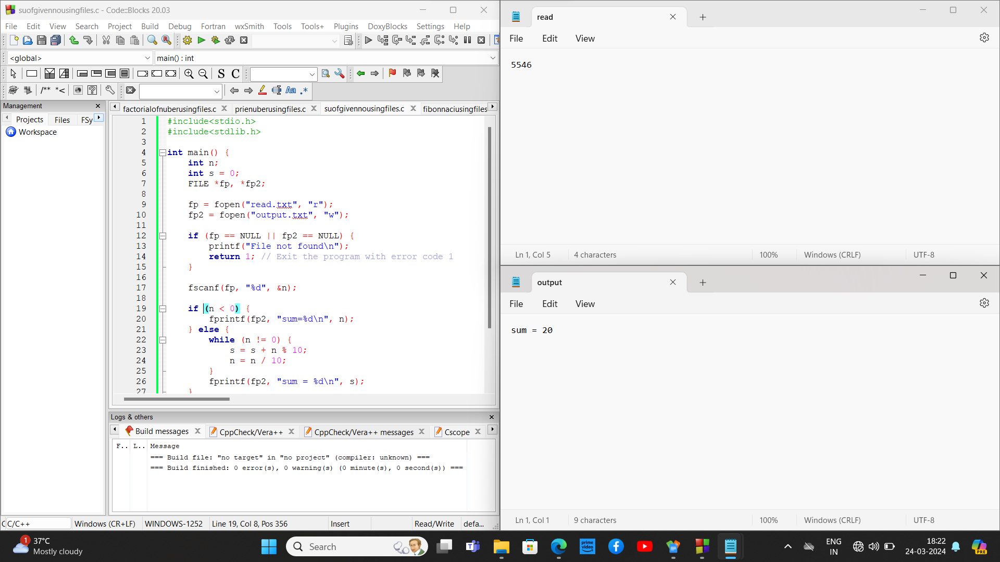 suofgivennousingfiles.c - Code::Blocks 20.03
File Edit View Search Project Build Debug Fortran wxSmith Tools Tools+ Plugins DoxyBlocks Settings Help
<global> main() : int
S C
/** *<
Aa .*
Management
Projects Files FSy
Workspace
factorialofnuberusingfiles.c prienuberusingfiles.c suofgivennousingfiles.c fibonnaciusingfiles
1 #include<stdio.h>
2 #include<stdlib.h>
3
4 int main() {
5 int n;
6 int s = 0;
7 FILE *fp, *fp2;
8
9 fp = fopen("read.txt", "r");
10 fp2 = fopen("output.txt", "w");
11
12 if (fp == NULL || fp2 == NULL) {
13 printf("File not found\n");
14 return 1; // Exit the program with error code 1
15 }
16
17 fscanf(fp, "%d", &n);
18
19 if (n < 0) {
20 fprintf(fp2, "sum=%d\n", n);
21 } else {
22 while (n != 0) {
23 s = s + n % 10;
24 n = n / 10;
25 }
26 fprintf(fp2, "sum = %d\n", s);
27 }
Logs & others
Build messages CppCheck/Vera++ CppCheck/Vera++ messages Cscope
F.. L.. Message
=== Build file: "no target" in "no project" (compiler: unknown) ===
=== Build finished: 0 error(s), 0 warning(s) (0 minute(s), 0 second(s)) ===
C C/C++ Windows (CR+LF) WINDOWS-1252 Line 19, Col 8, Pos 356 Insert Read/Write defa...
read
File Edit View
5546
Ln 1, Col 5 4 characters 100% Windows (CRLF) UTF-8
output
File Edit View
sum = 20
Ln 1, Col 1 9 characters 100% Windows (CRLF) UTF-8
1
37°C
Mostly cloudy
Search
prime video
ENG
IN
18:22
24-03-2024
PRE